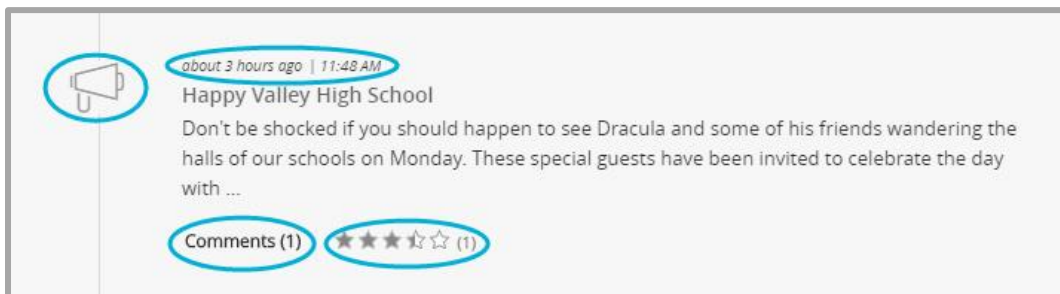 about 3 hours ago | 11:48 AM
Happy Valley High School
Don't be shocked if you should happen to see Dracula and some of his friends wandering the
halls of our schools on Monday. These special guests have been invited to celebrate the day
with ...
Comments (1) (1)